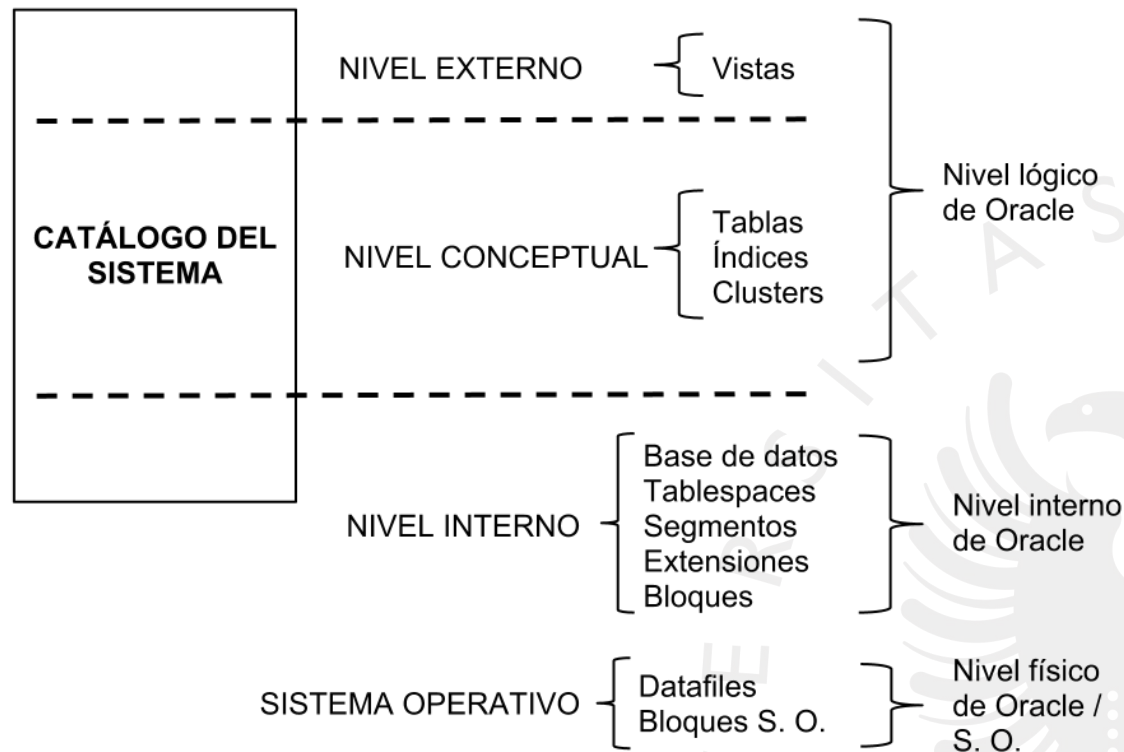 NIVEL EXTERNO
Vistas
CATÁLOGO DEL
SISTEMA
NIVEL CONCEPTUAL
Tablas
Índices
Clusters
Nivel lógico
de Oracle
NIVEL INTERNO
Base de datos
Tablespaces
Segmentos
Extensiones
Bloques
Nivel interno
de Oracle
SISTEMA OPERATIVO
Datafiles
Bloques S. O.
Nivel físico
de Oracle /
S. O.
E R S I T A S